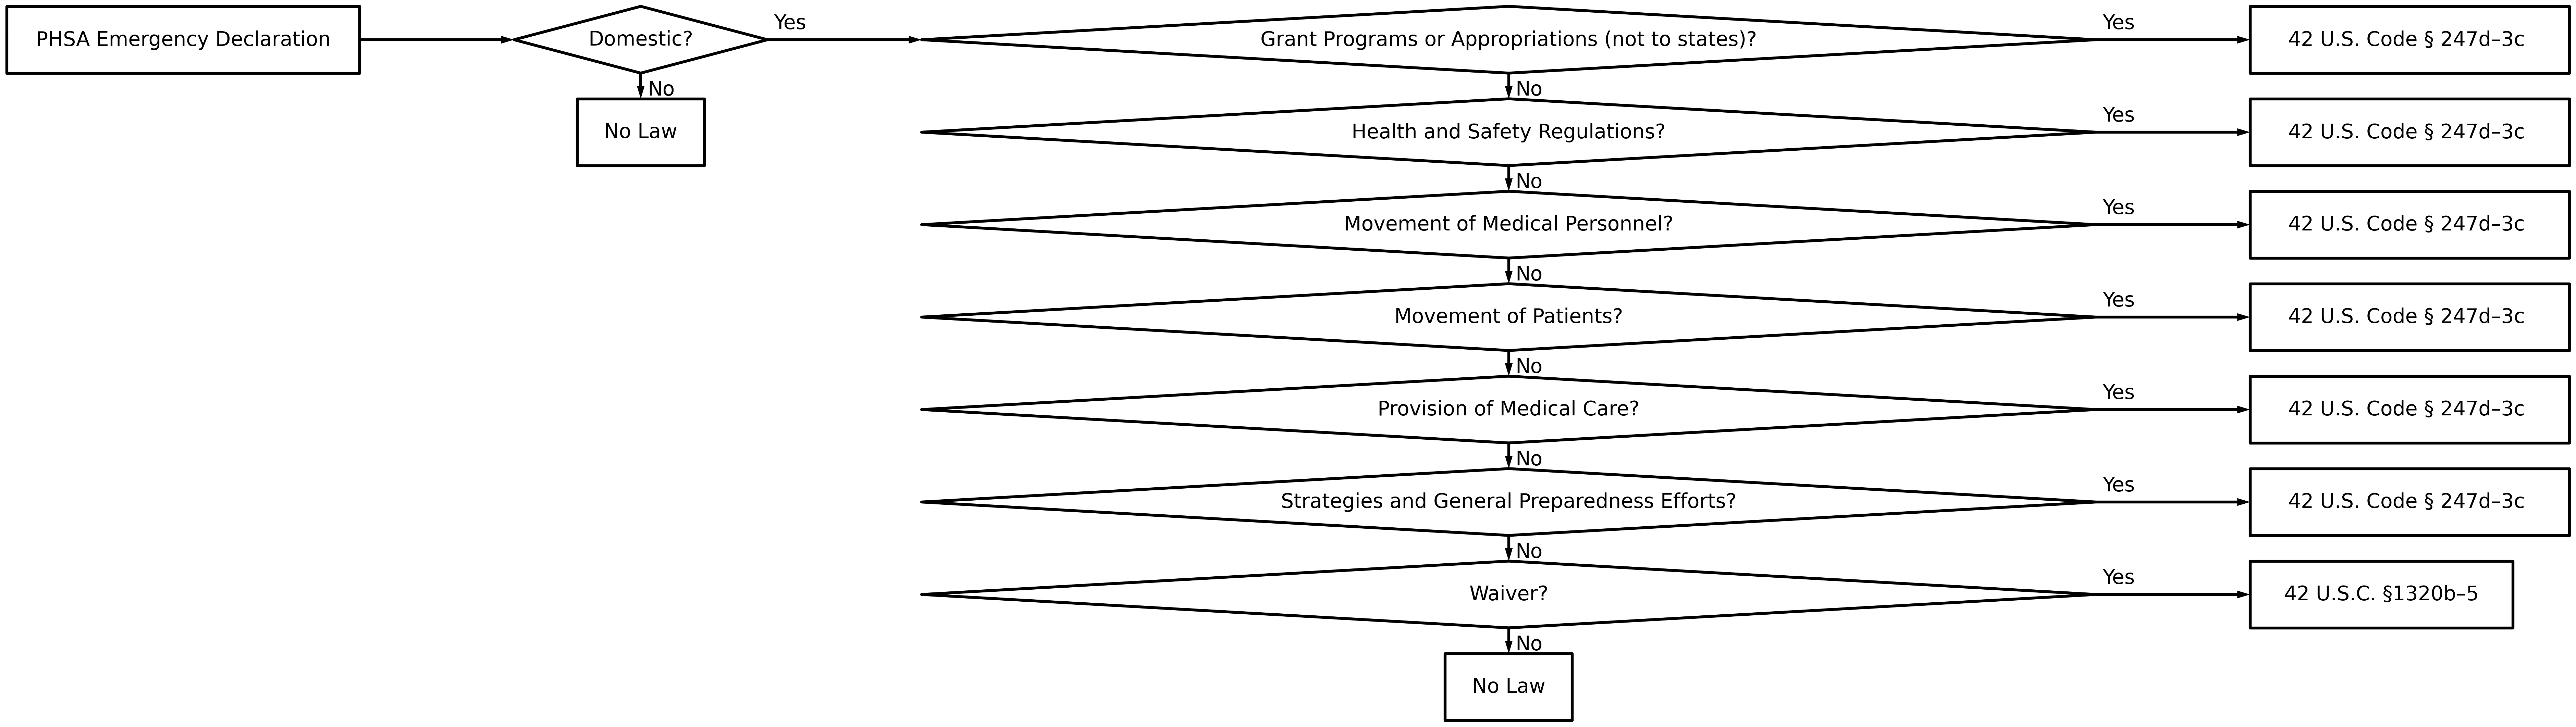 PHSA Emergency Declaration
Domestic?
Yes
Grant Programs or Appropriations (not to states)?
Yes
42 U.S. Code § 247d–3c
No
No
No Law
Health and Safety Regulations?
Yes
42 U.S. Code § 247d–3c
No
Movement of Medical Personnel?
Yes
42 U.S. Code § 247d–3c
No
Movement of Patients?
Yes
42 U.S. Code § 247d–3c
No
Provision of Medical Care?
Yes
42 U.S. Code § 247d–3c
No
Strategies and General Preparedness Efforts?
Yes
42 U.S. Code § 247d–3c
No
Waiver?
Yes
42 U.S.C. §1320b–5
No
No Law